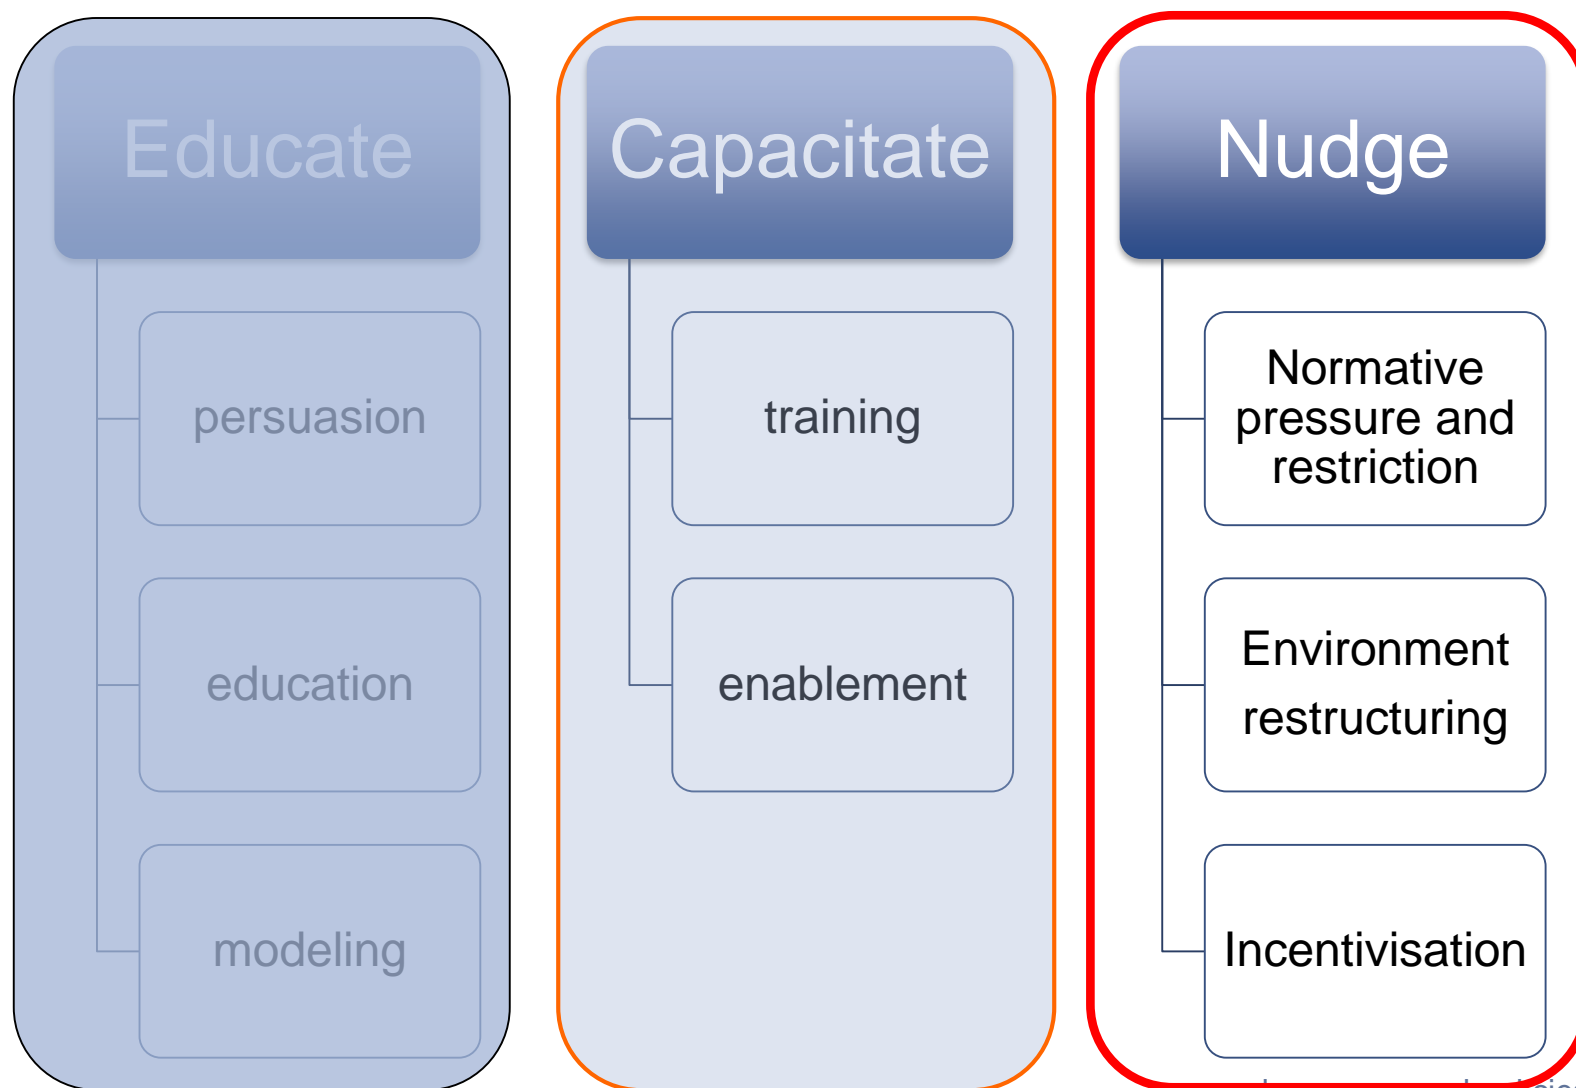 Educate
persuasion
education
modeling
Capacitate
training
enablement
Nudge
Normative
pressure and
restriction
Environment
restructuring
Incentivisation